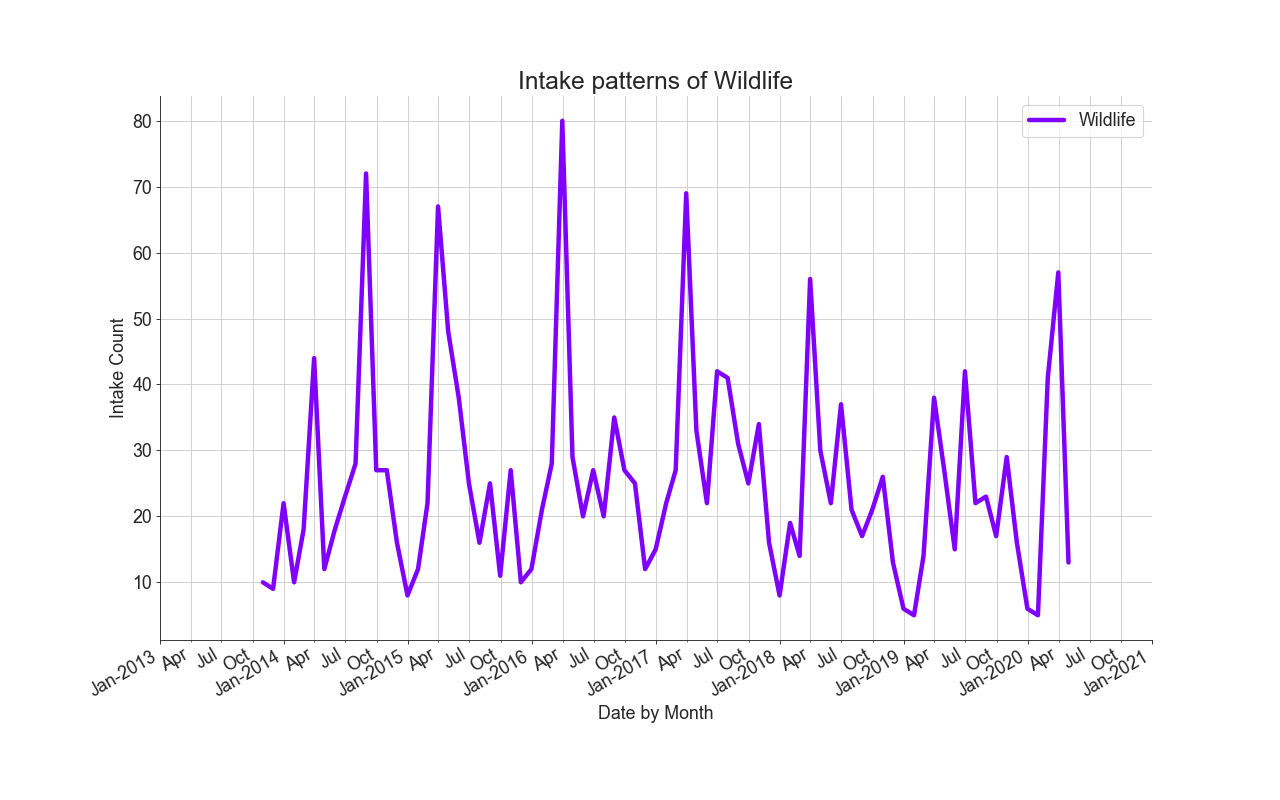 Intake patterns of Wildlife
Wildlife
80
70
60
50
40
30
20
10
Intake Count
Jan-2013 Apr Jul Oct Jan-2014 Apr Jul Oct Jan-2015 Apr Jul Oct Jan-2016 Apr Jul Oct Jan-2017 Apr Jul Oct Jan-2018 Apr Jul Oct Jan-2019 Apr Jul Oct Jan-2020 Apr Jul Oct Jan-2021
Date by Month